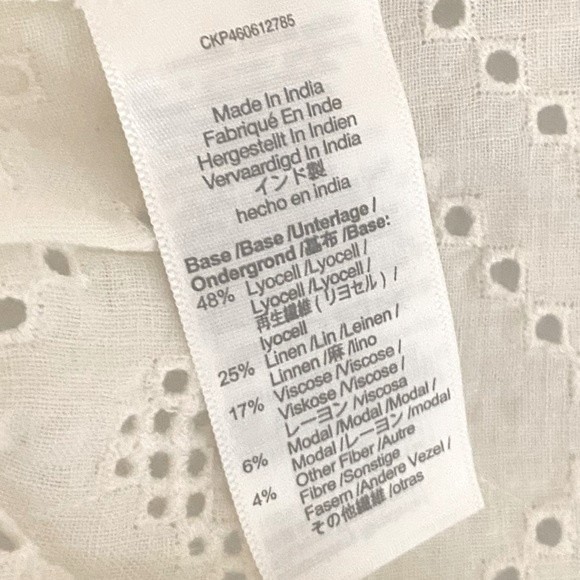 CKP460612785
Made In India
Fabriqué En Inde
Hergestellt In Indien
Vervaardigd In India
インド製
hecho en india
Base /Base /Unterlage /
Ondergrond /基布 /Base:
48% Lyocell /Lyocell /
Lyocell /Lyocell /
再生繊維 (リヨセル) /
lyocell
25% Linen /Lin /Leinen /
Linnen /麻 /lino
17% Viscose /Viscose /
Viskose /Viscose /
レーヨン /viscosa
6% Modal /Modal /Modal /
Modal /レーヨン /modal
4% Other Fiber /Autre
Fibre /Sonstige
Fasern /Andere Vezel /
その他繊維 /otras